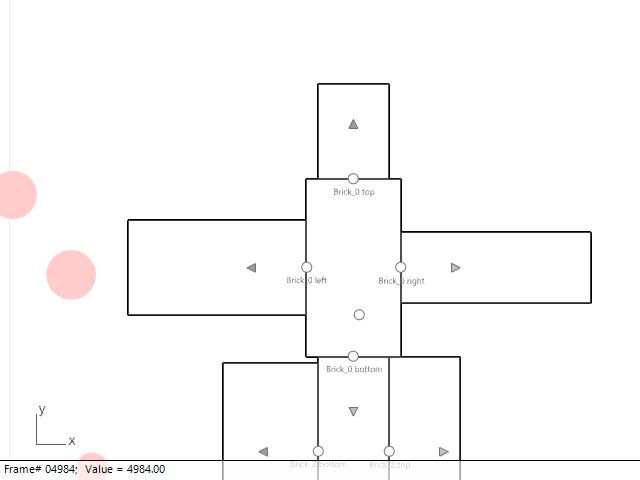 Brick_0 top
Brick_0 left
Brick_0 right
Brick_0 bottom
y
x
Brick_2 bottom
Brick_2 top
Frame# 04984; Value = 4984.00